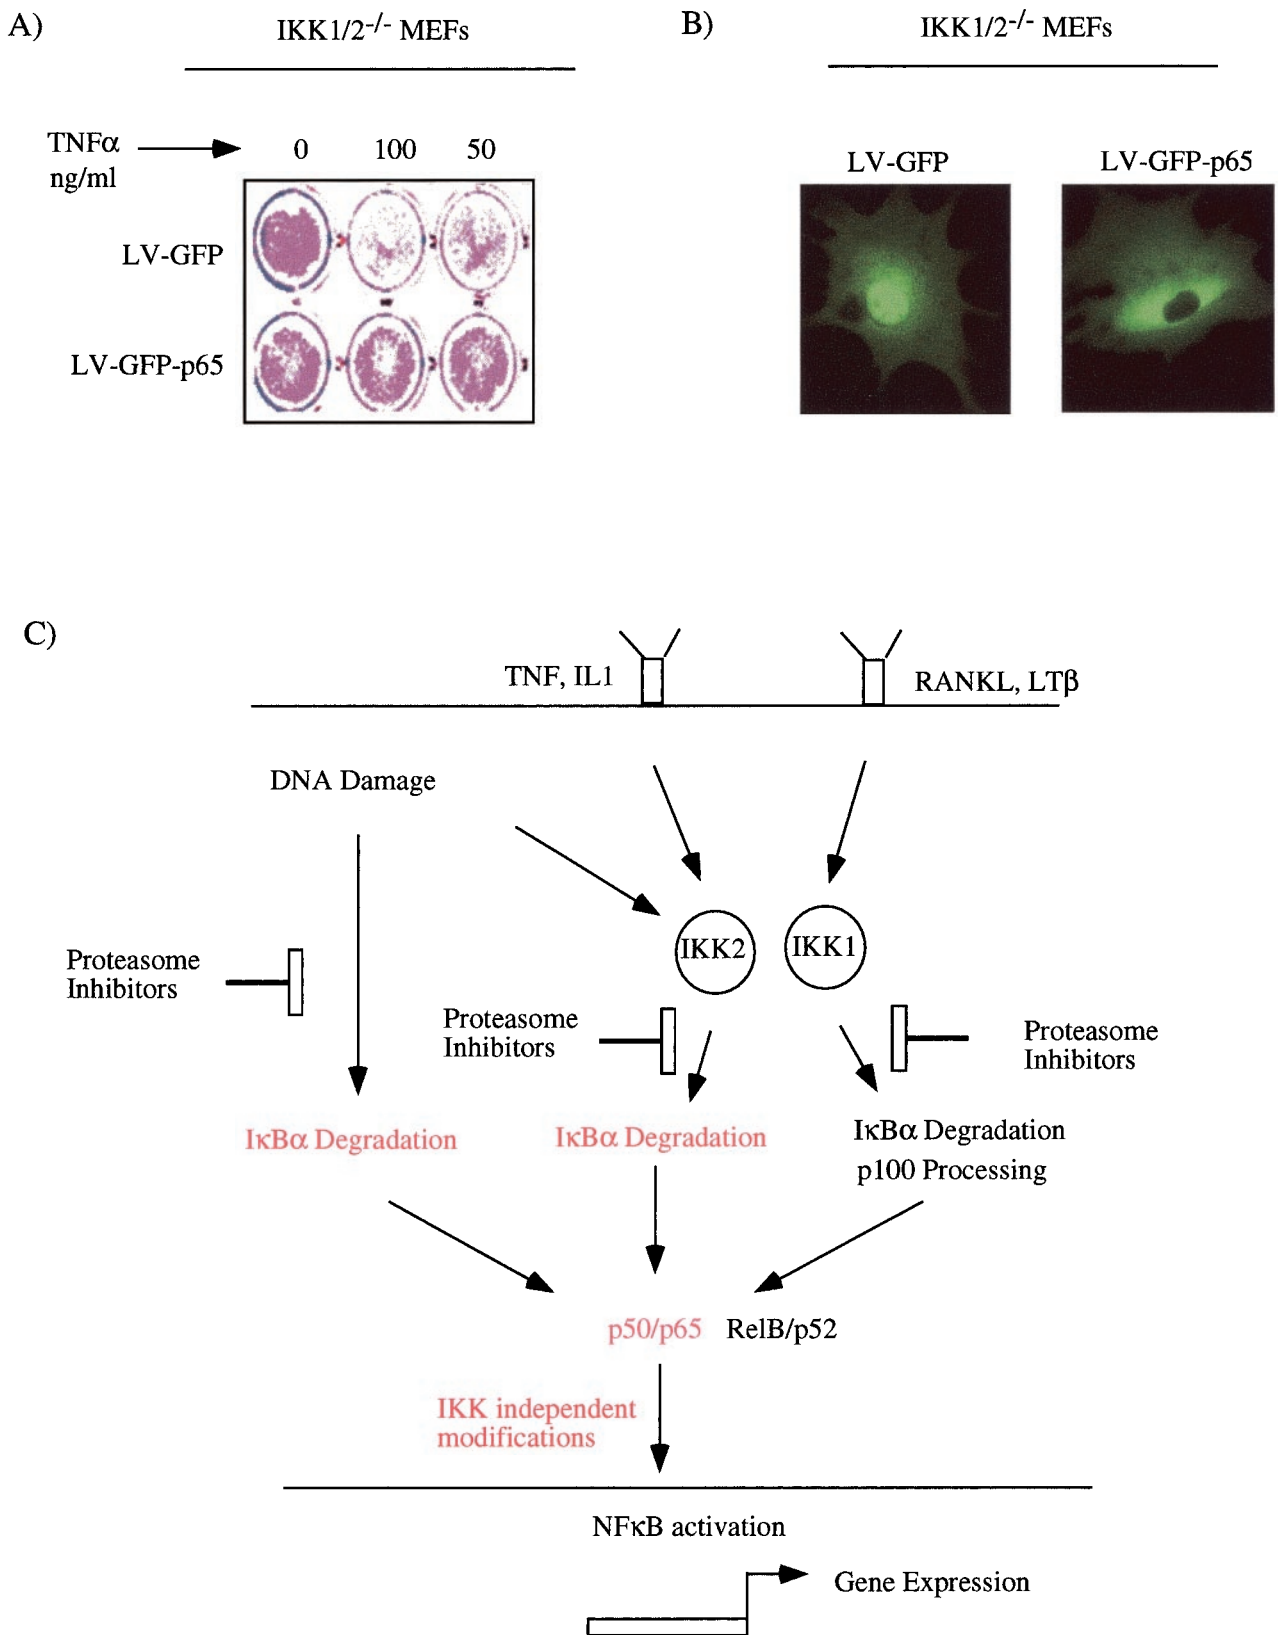 A)
IKK1/2-/- MEFs
TNFα
ng/ml
0 100 50
LV-GFP
LV-GFP-p65
B)
IKK1/2-/- MEFs
LV-GFP LV-GFP-p65
C)
TNF, IL1
RANKL, LTβ
DNA Damage
IKK2
IKK1
Proteasome
Inhibitors
Proteasome
Inhibitors
Proteasome
Inhibitors
IκBα Degradation
IκBα Degradation
IκBα Degradation
p100 Processing
p50/p65 RelB/p52
IKK independent
modifications
NFκB activation
Gene Expression